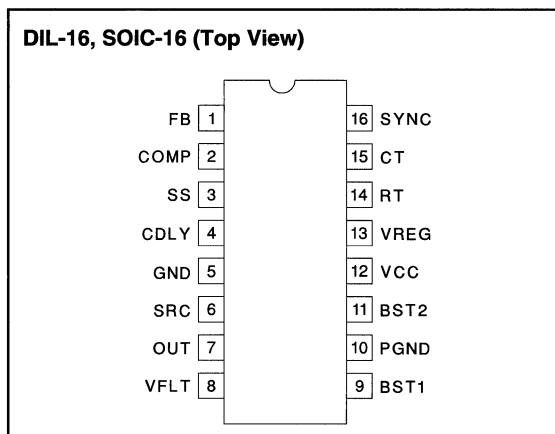 DIL-16, SOIC-16 (Top View)
FB 1 16 SYNC
COMP 2 15 CT
SS 3 14 RT
CDLY 4 13 VREG
GND 5 12 VCC
SRC 6 11 BST2
OUT 7 10 PGND
VFLT 8 9 BST1